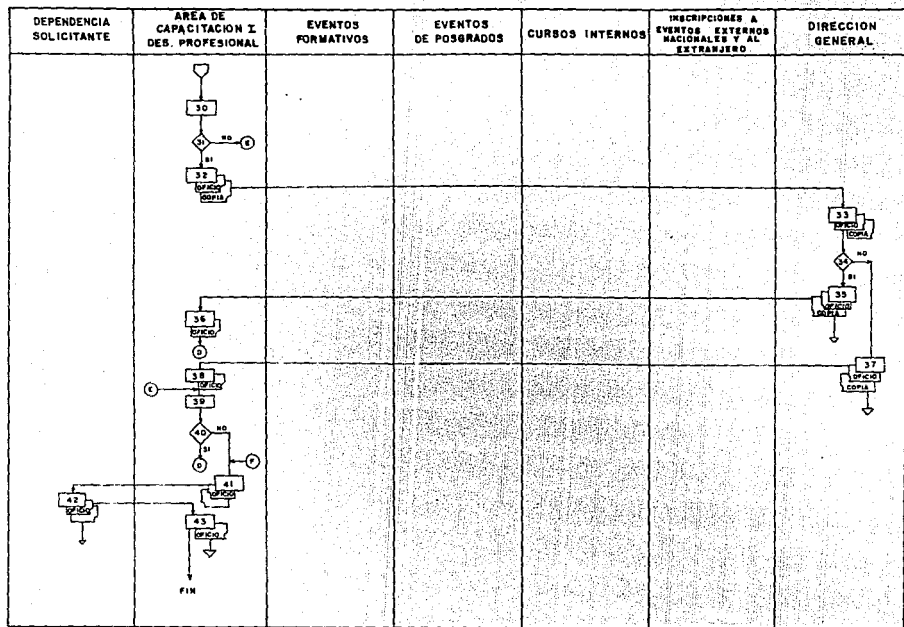 DEPENDENCIA
SOLICITANTE
AREA DE
CAPACITACION Y
DES. PROFESIONAL
EVENTOS
FORMATIVOS
EVENTOS
DE POSGRADOS
CURSOS INTERNOS
INSCRIPCIONES A
EVENTOS EXTERNOS
NACIONALES Y AL
EXTRANJERO
DIRECCION
GENERAL
30
31
NO
E
SI
32
OFICIO
COPIA
33
OFICIO
COPIA
34
NO
SI
35
OFICIO
COPIA
36
OFICIO
D
37
OFICIO
COPIA
38
OFICIO
E
39
40
NO
SI
D
F
41
OFICIO
42
OFICIO
43
OFICIO
FIN